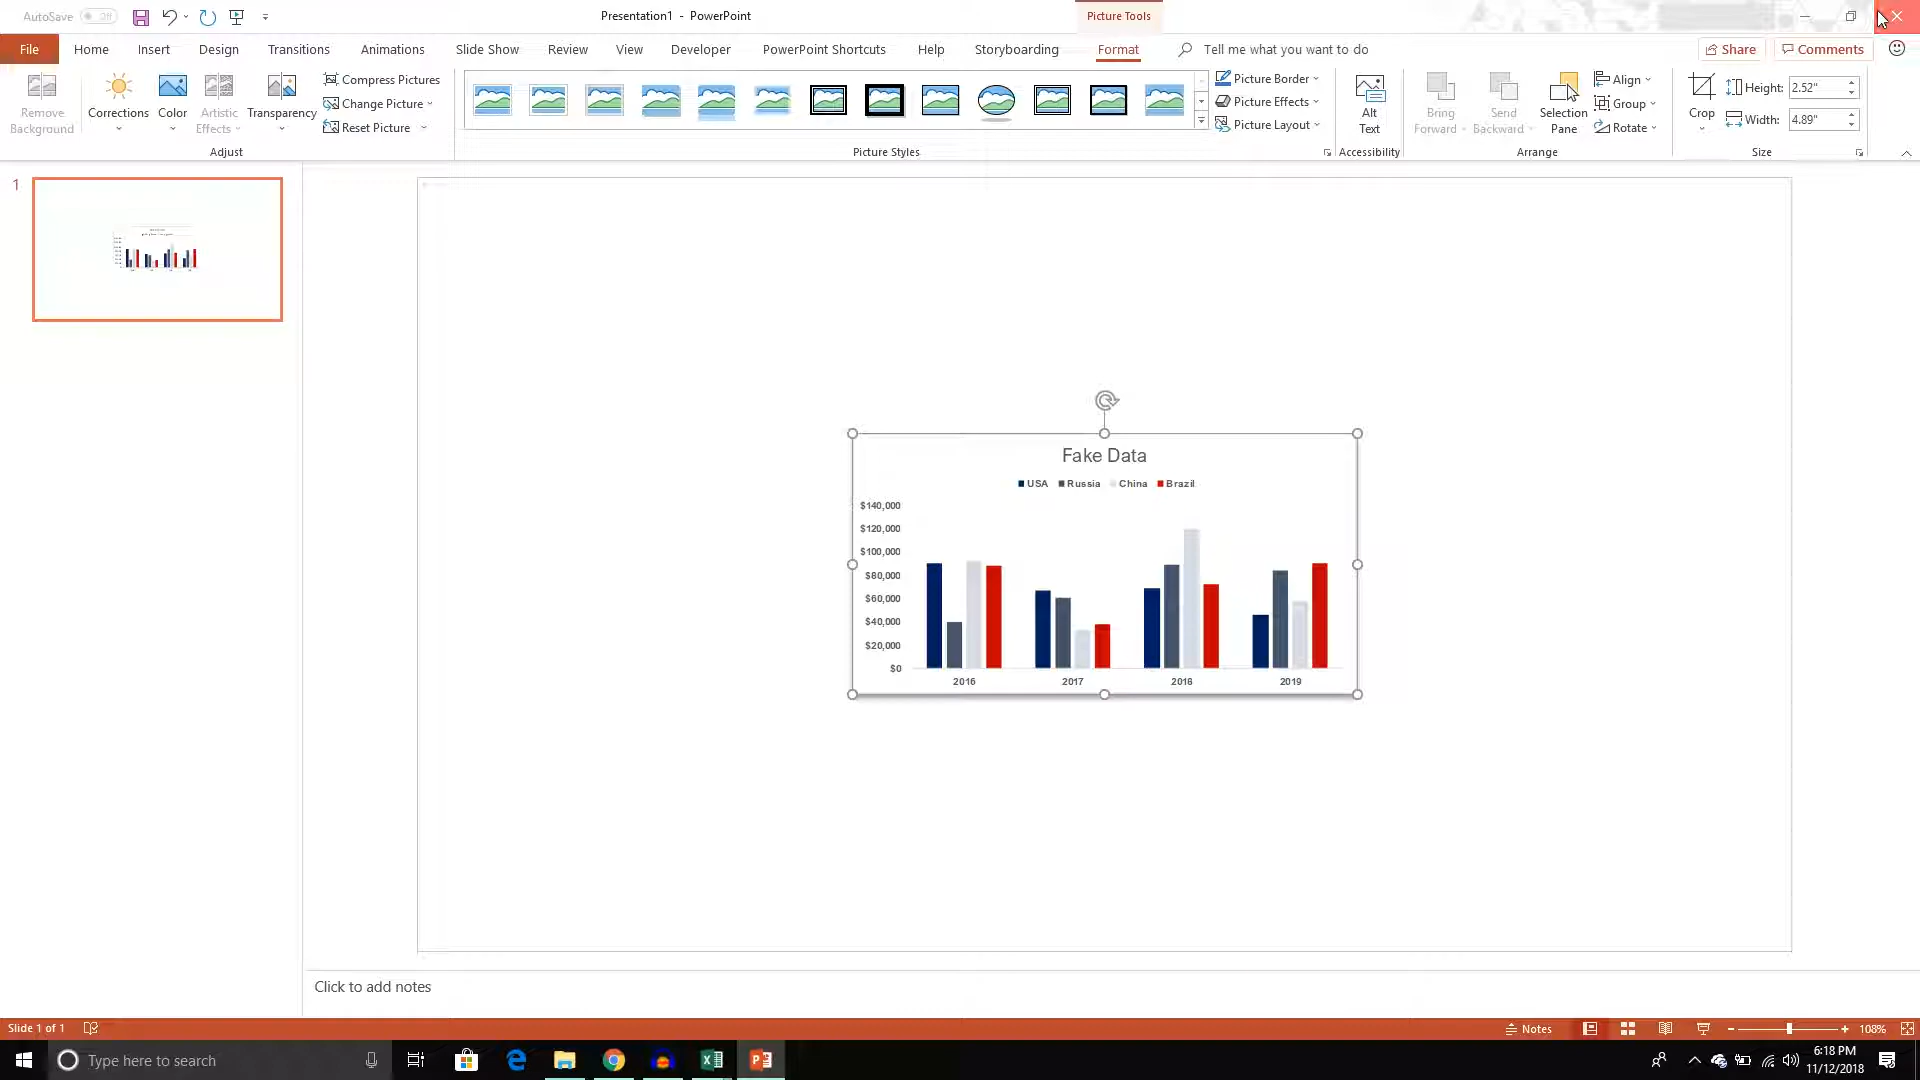 AutoSave Off
Presentation1 - PowerPoint
Picture Tools
File Home Insert Design Transitions Animations Slide Show Review View Developer PowerPoint Shortcuts Help Storyboarding Format Tell me what you want to do Share Comments
Remove Background
Corrections
Color
Artistic Effects
Transparency
Compress Pictures
Change Picture
Reset Picture
Adjust
Picture Styles
Picture Border
Picture Effects
Picture Layout
Alt Text
Accessibility
Bring Forward
Send Backward
Selection Pane
Align
Group
Rotate
Arrange
Crop
Height: 2.52"
Width: 4.89"
Size
1
Fake Data
USA Russia China Brazil
$140,000
$120,000
$100,000
$80,000
$60,000
$40,000
$20,000
$0
2016 2017 2018 2019
Click to add notes
Slide 1 of 1
Notes
108%
Type here to search
6:18 PM
11/12/2018